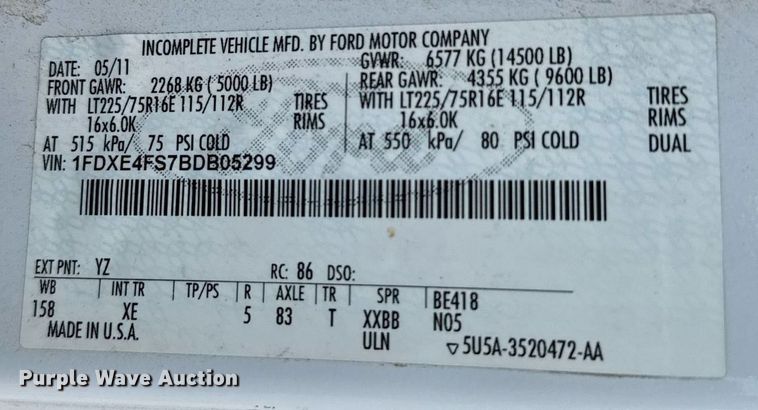 INCOMPLETE VEHICLE MFD. BY FORD MOTOR COMPANY
DATE: 05/11 GVWR: 6577 KG (14500 LB)
FRONT GAWR: 2268 KG (5000 LB) REAR GAWR: 4355 KG (9600 LB)
WITH LT225/75R16E 115/112R TIRES WITH LT225/75R16E 115/112R TIRES
16x6.0K RIMS 16x6.0K RIMS
AT 515 kPa/ 75 PSI COLD AT 550 kPa/ 80 PSI COLD DUAL
VIN: 1FDXE4FS7BDB05299
EXT PNT: YZ RC: 86 DSO:
WB INT TR TP/PS R AXLE TR SPR BE418
158 XE 5 83 T XXBB N05
MADE IN U.S.A. ULN ▽5U5A-3520472-AA
Purple Wave Auction